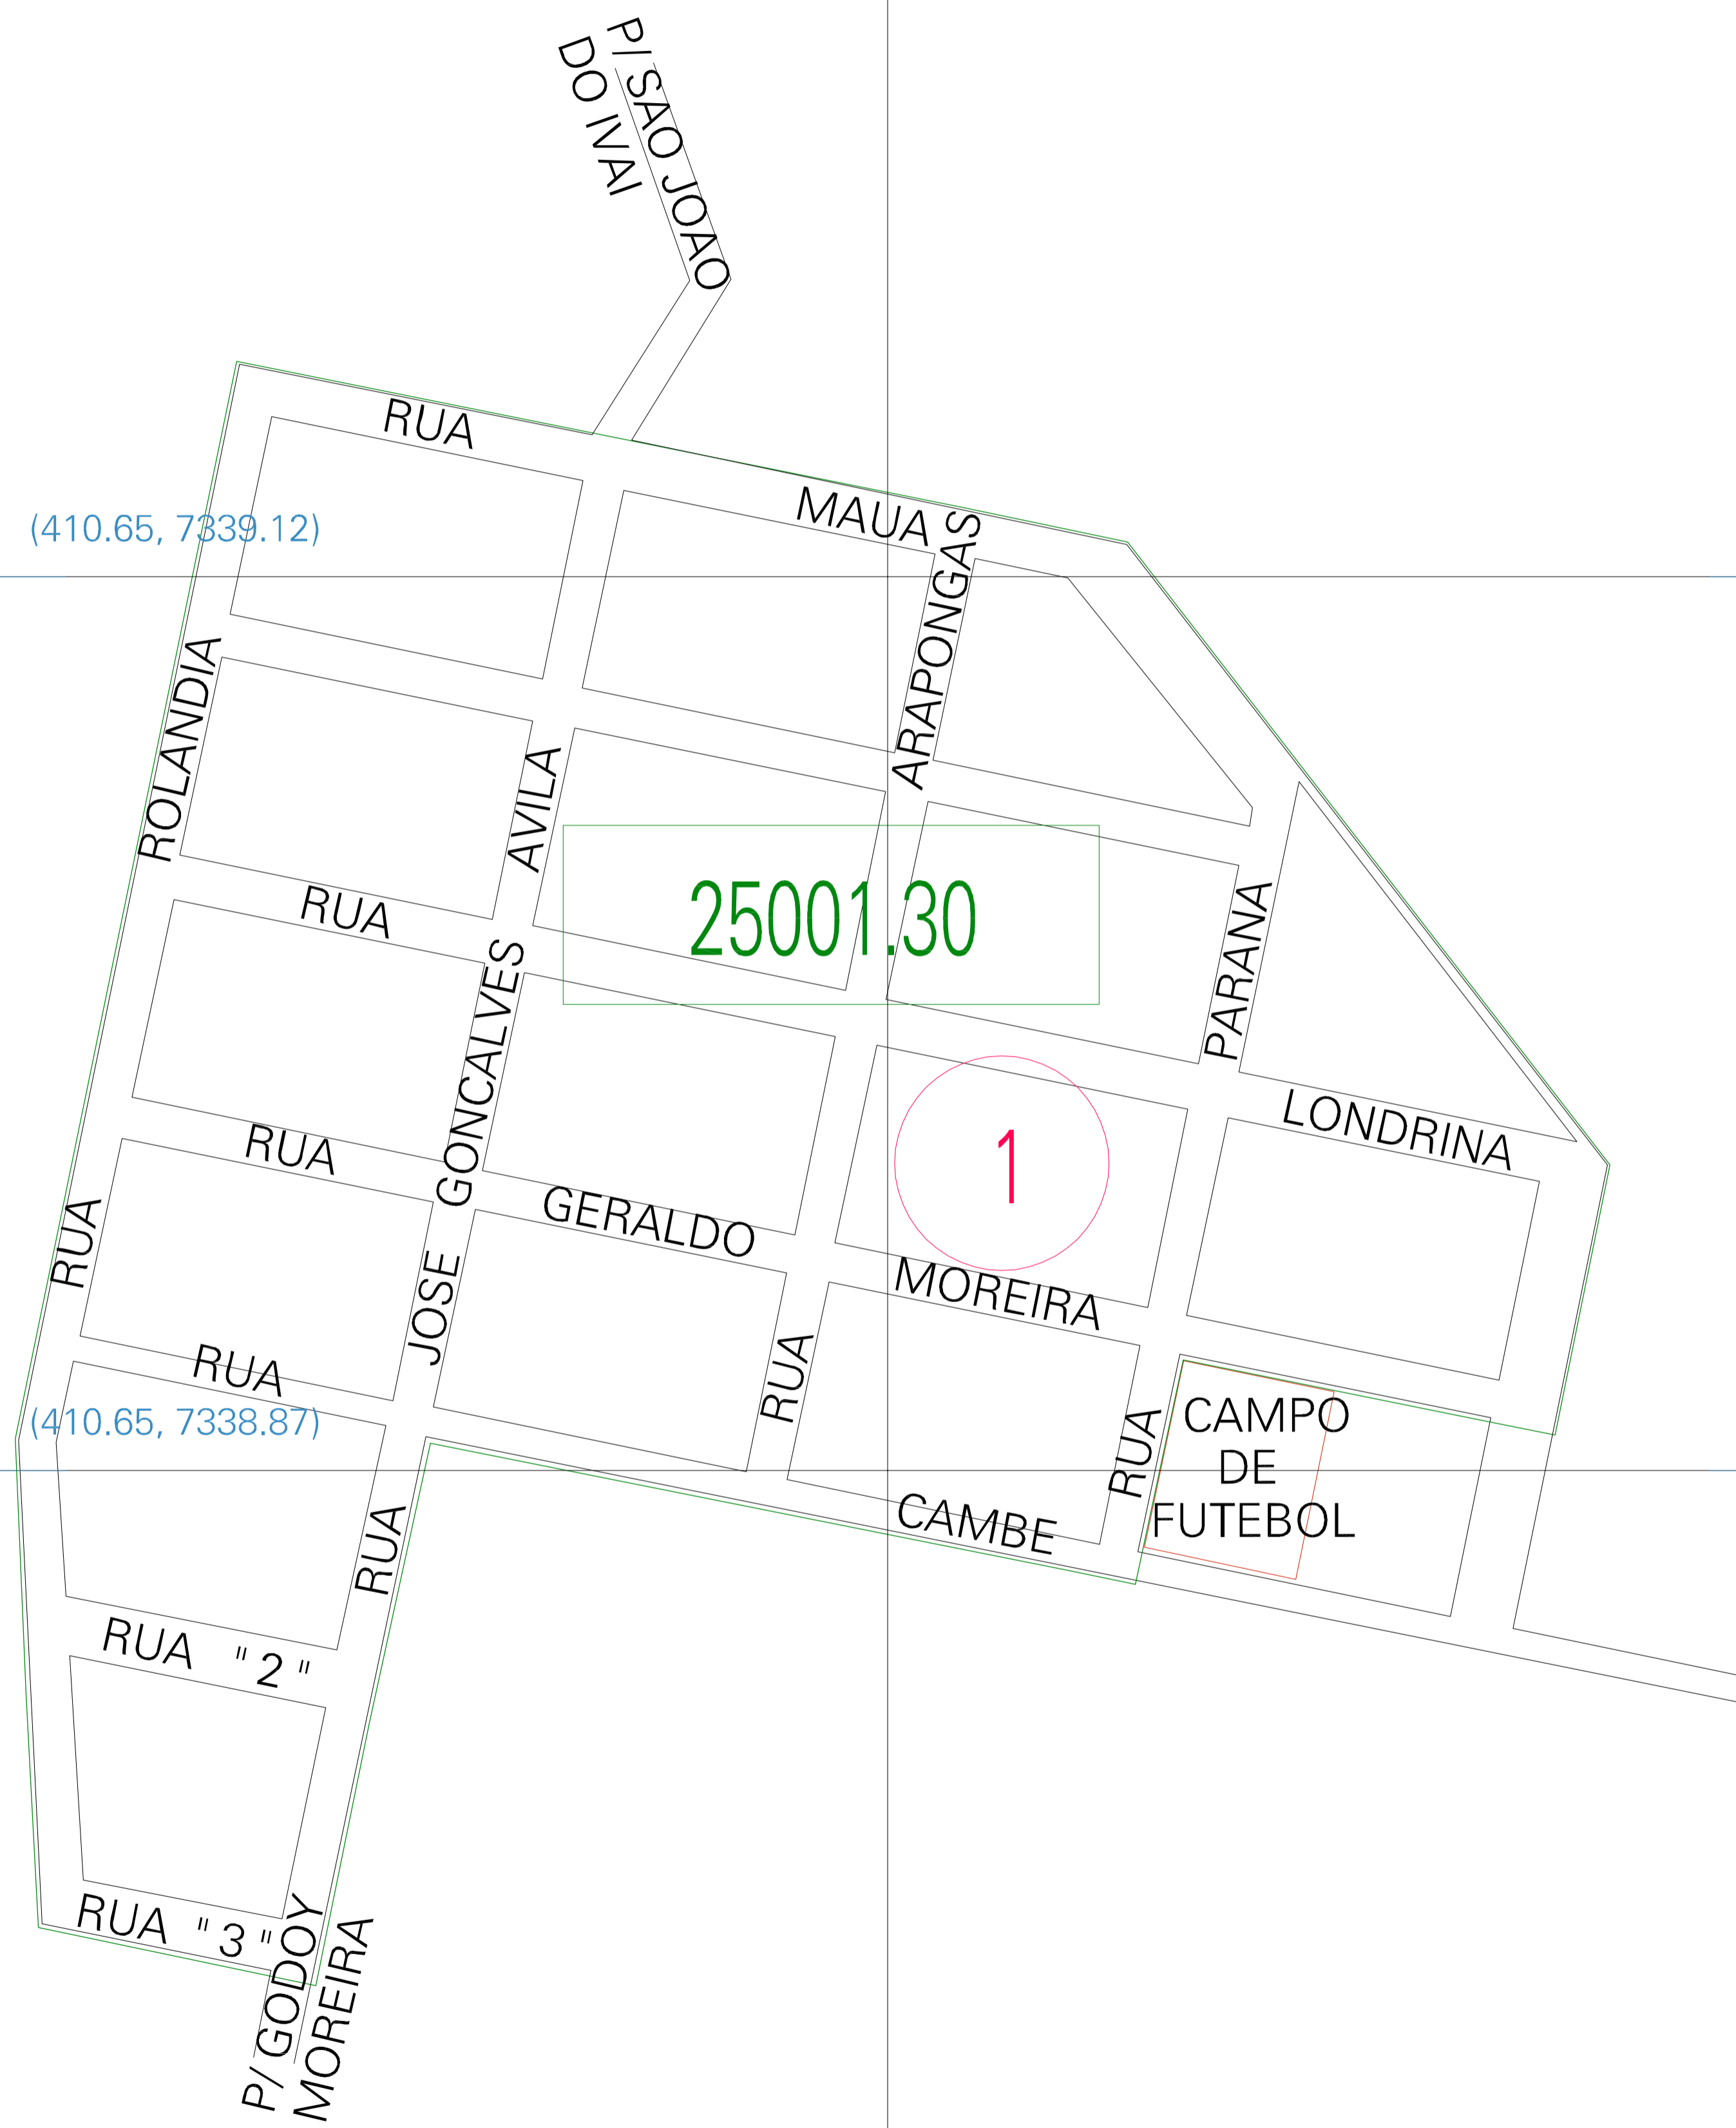 P/ SAO JOAO
DO IVAI
RUA
MAUA
(410.65, 7339.12)
ARAPONGAS
ROLANDIA
AVILA
25001.30
RUA
PARANA
GONCALVES
LONDRINA
RUA
1
GERALDO
RUA
MOREIRA
JOSE
RUA
RUA
(410.65, 7338.87)
CAMPO
DE
FUTEBOL
RUA
CAMBE
RUA
RUA "2"
RUA "3"
P/ GODOY
MOREIRA